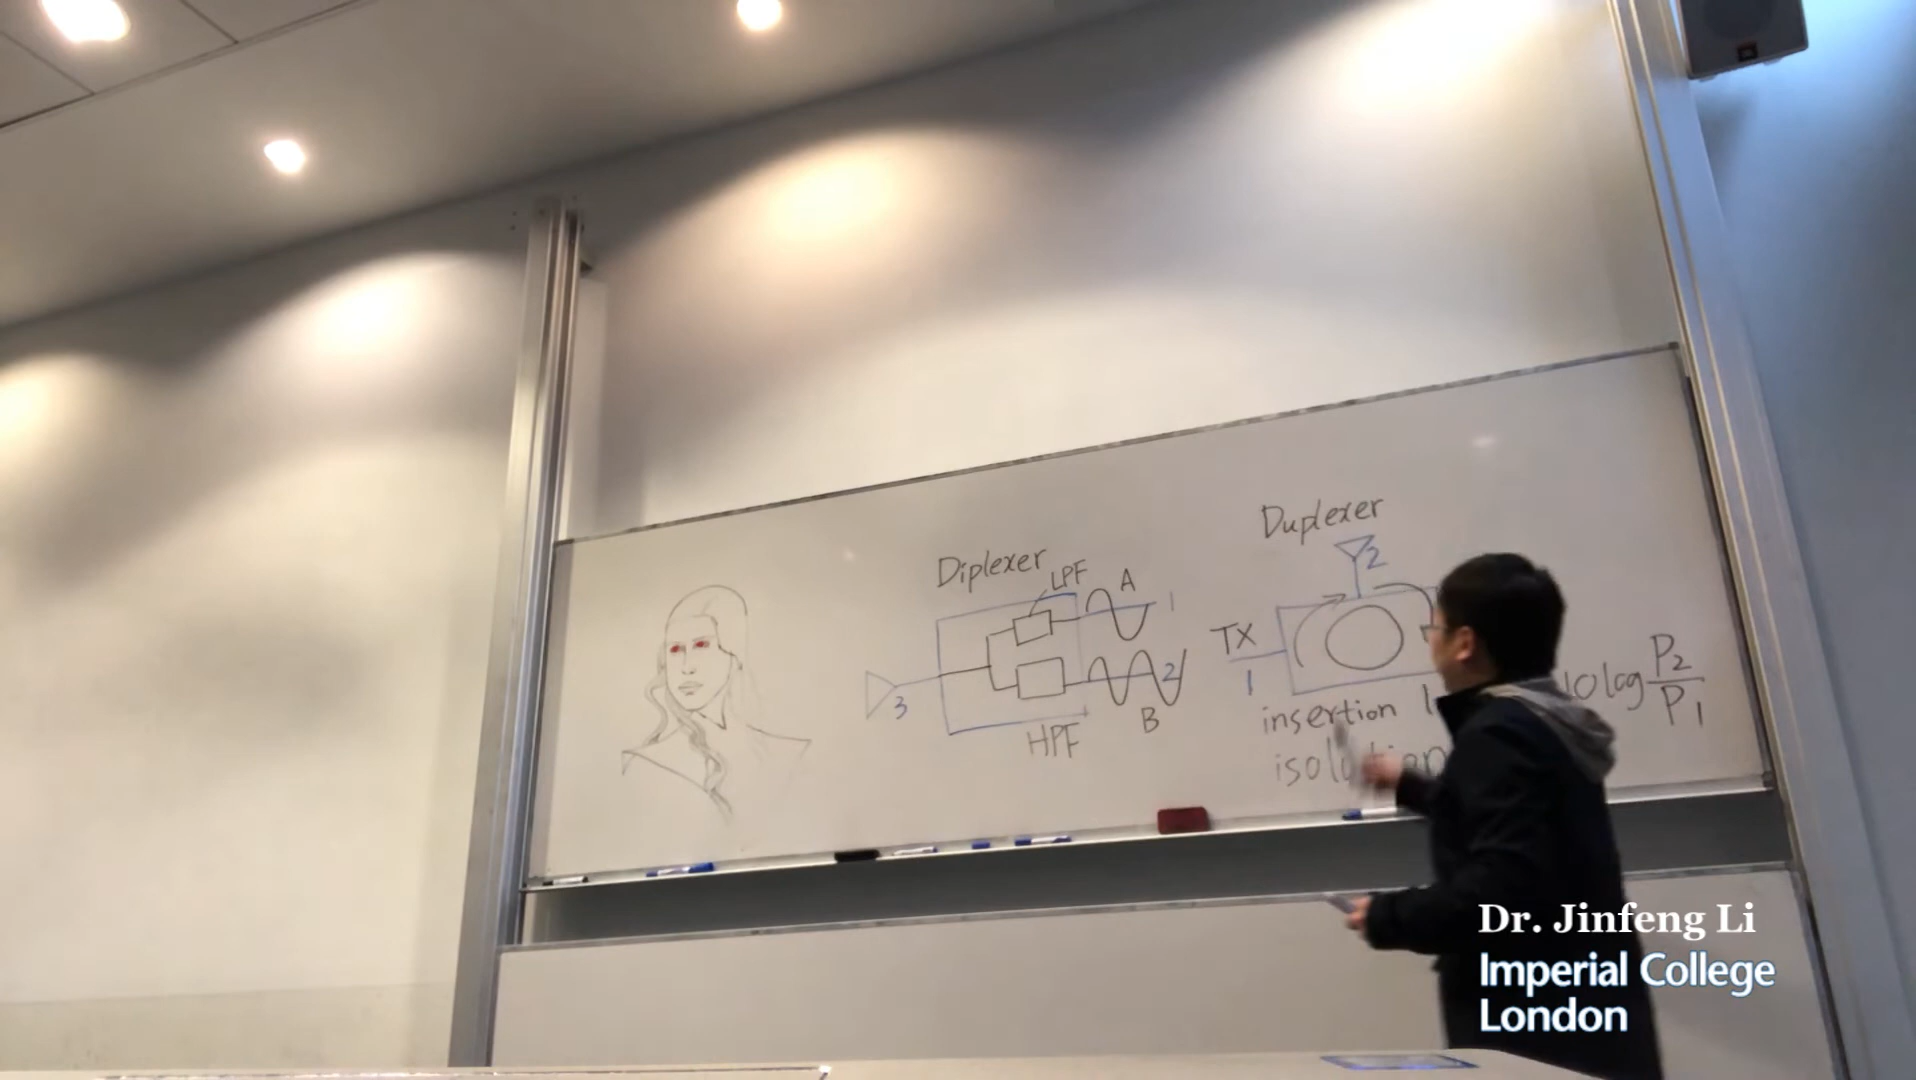 Diplexer
LPF
A
1
3
2
B
HPF
Duplexer
2
TX
1
insertion
isolation
10 log P2/P1
Dr. Jinfeng Li
Imperial College
London